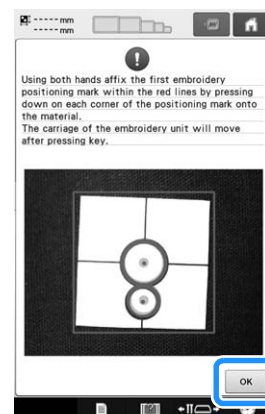 ----- mm
----- mm
Using both hands affix the first embroidery
positioning mark within the red lines by pressing
down on each corner of the positioning mark onto
the material.
The carriage of the embroidery unit will move
after pressing key.
OK